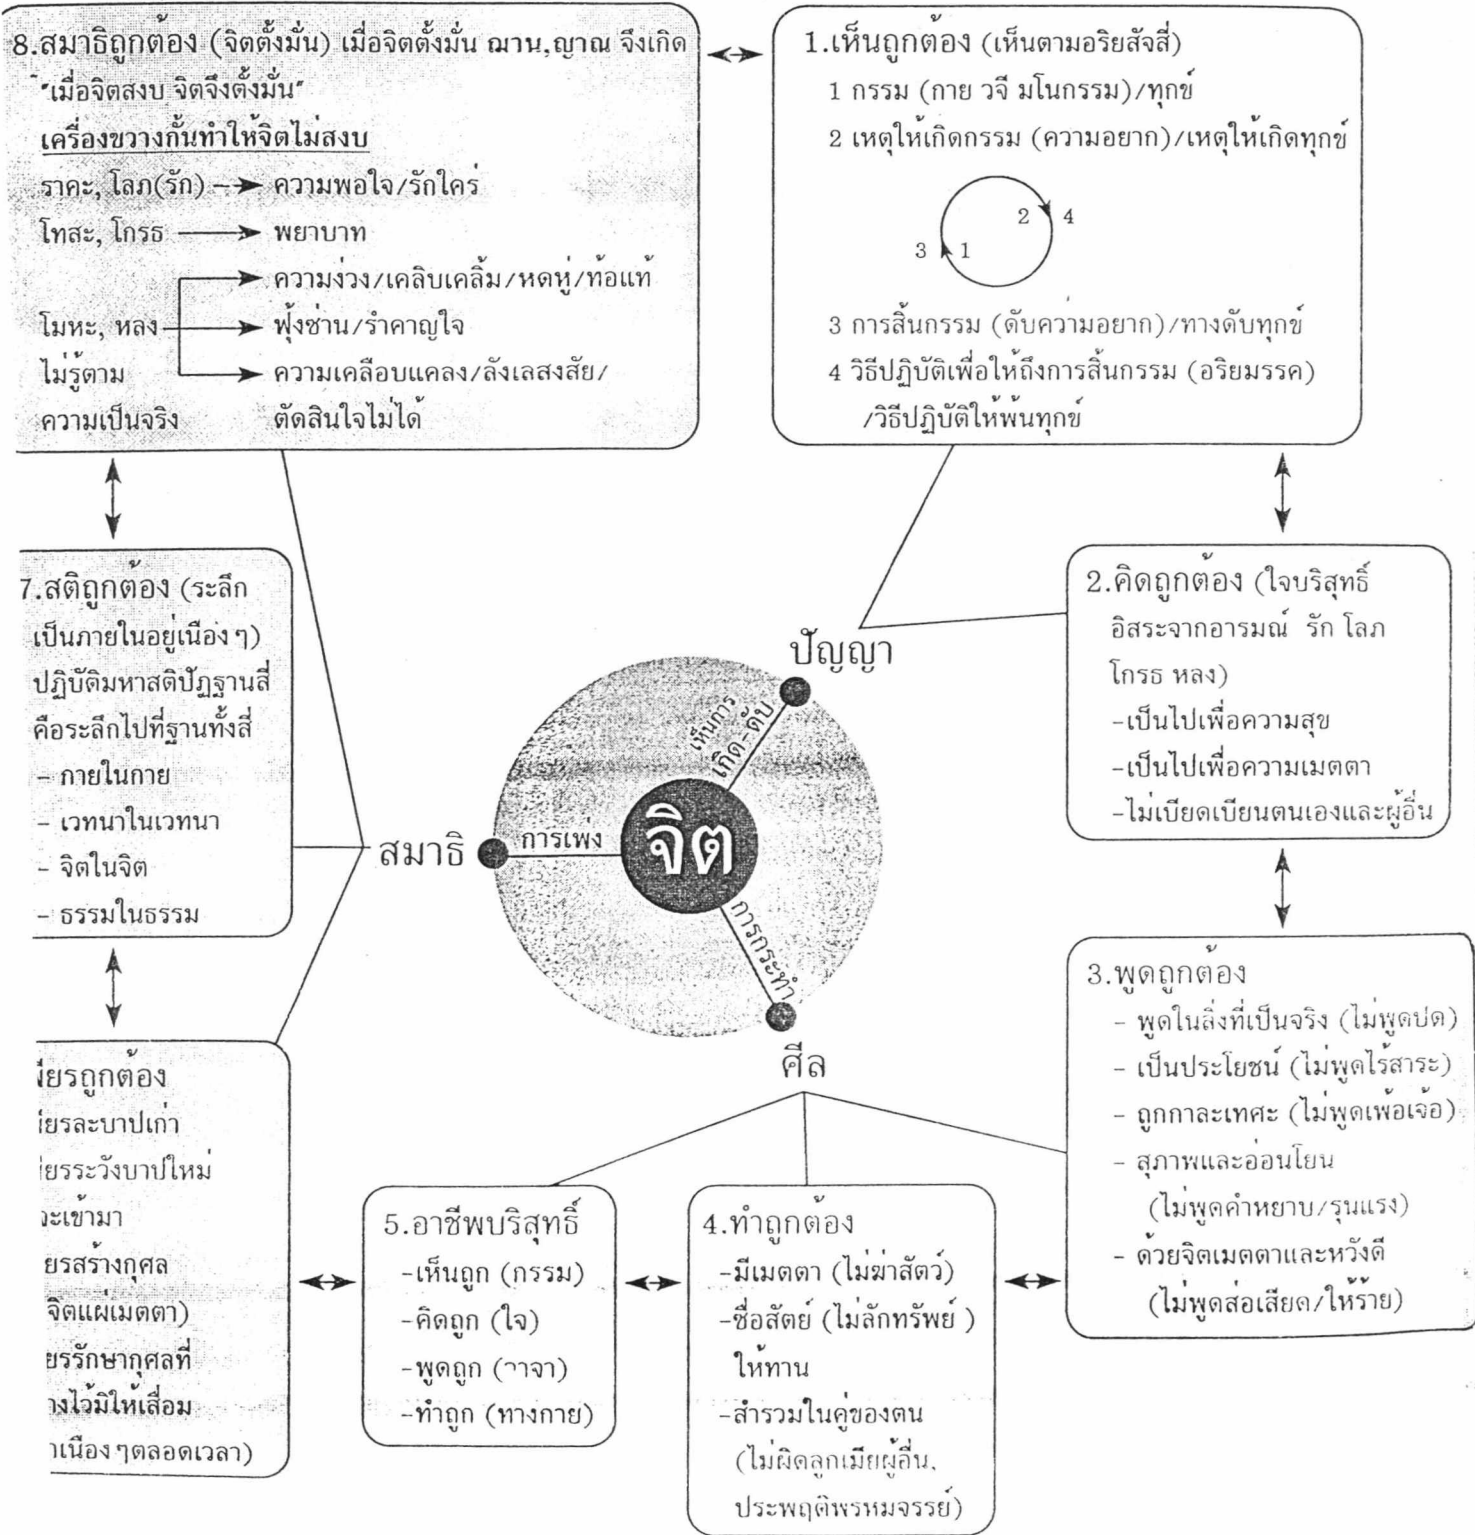 8.สมาธิถูกต้อง (จิตตั้งมั่น) เมื่อจิตตั้งมั่น ฌาน,ญาณ จึงเกิด
"เมื่อจิตสงบ จิตจึงตั้งมั่น"
เครื่องขวางกั้นทำให้จิตไม่สงบ
ราคะ, โลภ(รัก) ความพอใจ/รักใคร่
โทสะ, โกรธ พยาบาท
ความง่วง/เคลิบเคลิ้ม/หดหู่/ท้อแท้
โมหะ, หลง ฟุ้งซ่าน/รำคาญใจ
ไม่รู้ตาม ความเคลือบแคลง/ลังเลสงสัย/
ความเป็นจริง ตัดสินใจไม่ได้
1.เห็นถูกต้อง (เห็นตามอริยสัจสี่)
1 กรรม (กาย วจี มโนกรรม)/ทุกข์
2 เหตุให้เกิดกรรม (ความอยาก)/เหตุให้เกิดทุกข์
2 4
3 1
3 การสิ้นกรรม (ดับความอยาก)/ทางดับทุกข์
4 วิธีปฏิบัติเพื่อให้ถึงการสิ้นกรรม (อริยมรรค)
/วิธีปฏิบัติให้พ้นทุกข์
7.สติถูกต้อง (ระลึก
เป็นภายในอยู่เนือง ๆ)
ปฏิบัติมหาสติปัฏฐานสี่
คือระลึกไปที่ฐานทั้งสี่
- กายในกาย
- เวทนาในเวทนา
- จิตในจิต
- ธรรมในธรรม
2.คิดถูกต้อง (ใจบริสุทธิ์
อิสระจากอารมณ์ รัก โลภ
โกรธ หลง)
-เป็นไปเพื่อความสุข
-เป็นไปเพื่อความเมตตา
-ไม่เบียดเบียนตนเองและผู้อื่น
ปัญญา
เห็นการ
เกิด-ดับ
สมาธิ
การเพ่ง
จิต
การกระทำ
ศีล
3.พูดถูกต้อง
- พูดในสิ่งที่เป็นจริง (ไม่พูดปด)
- เป็นประโยชน์ (ไม่พูดไร้สาระ)
- ถูกกาละเทศะ (ไม่พูดเพ้อเจ้อ)
- สุภาพและอ่อนโยน
(ไม่พูดคำหยาบ/รุนแรง)
- ด้วยจิตเมตตาและหวังดี
(ไม่พูดส่อเสียด/ให้ร้าย)
พียรถูกต้อง
ียรละบาปเก่า
ียรระวังบาปใหม่
จะเข้ามา
ยรสร้างกุศล
(จิตแผ่เมตตา)
ยรรักษากุศลที่
างไว้มิให้เสื่อม
าเนือง ๆตลอดเวลา)
5.อาชีพบริสุทธิ์
-เห็นถูก (กรรม)
-คิดถูก (ใจ)
-พูดถูก (วาจา)
-ทำถูก (ทางกาย)
4.ทำถูกต้อง
-มีเมตตา (ไม่ฆ่าสัตว์)
-ซื่อสัตย์ (ไม่ลักทรัพย์ )
ให้ทาน
-สำรวมในคู่ของตน
(ไม่ผิดลูกเมียผู้อื่น,
ประพฤติพรหมจรรย์)